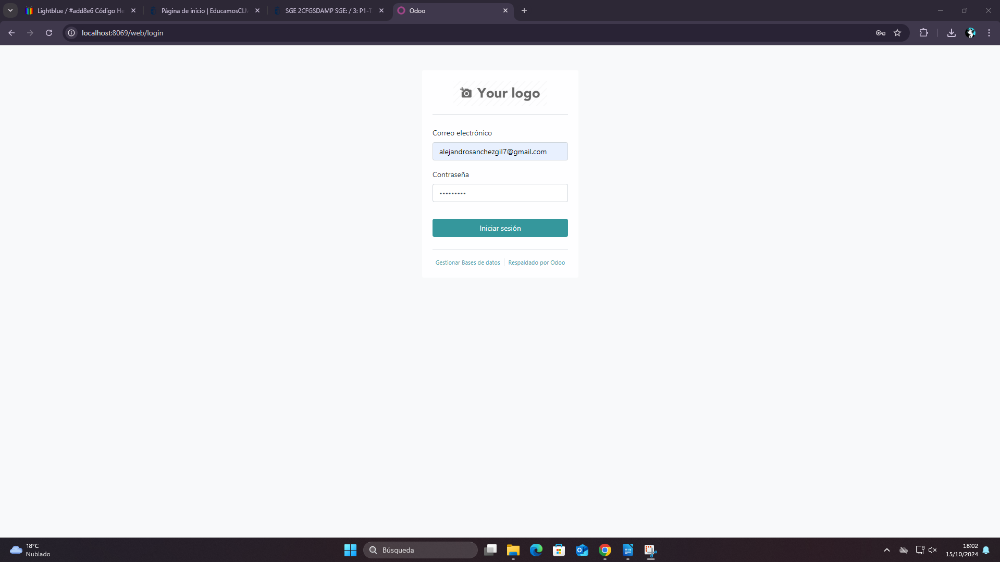 Lightblue / #add8e6 Código He
Página de inicio | EducamosCLM
SGE 2CFGSDAMP SGE: / 3: P1-T
Odoo
localhost:8069/web/login
Your logo
Correo electrónico
alejandrosanchezgil7@gmail.com
Contraseña
•••••••••
Iniciar sesión
Gestionar Bases de datos
Respaldado por Odoo
18°C
Nublado
Búsqueda
18:02
15/10/2024